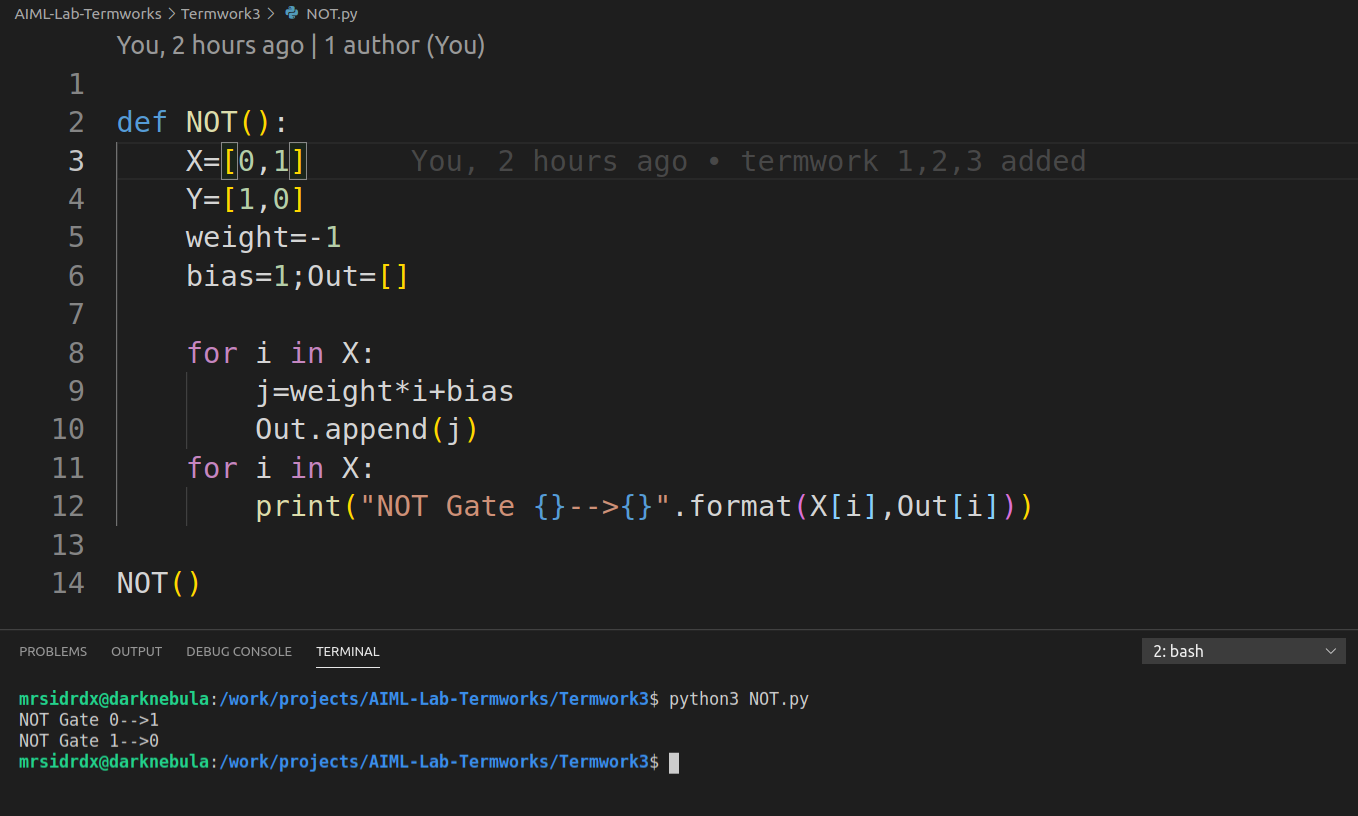 AIML-Lab-Termworks > Termwork3 > NOT.py
You, 2 hours ago | 1 author (You)
1
2 def NOT():
3     X=[0,1]      You, 2 hours ago • termwork 1,2,3 added
4     Y=[1,0]
5     weight=-1
6     bias=1;Out=[]
7
8     for i in X:
9         j=weight*i+bias
10         Out.append(j)
11     for i in X:
12         print("NOT Gate {}-->{}".format(X[i],Out[i]))
13
14 NOT()
PROBLEMS OUTPUT DEBUG CONSOLE TERMINAL 2: bash
mrsidrdx@darknebula:/work/projects/AIML-Lab-Termworks/Termwork3$ python3 NOT.py
NOT Gate 0-->1
NOT Gate 1-->0
mrsidrdx@darknebula:/work/projects/AIML-Lab-Termworks/Termwork3$